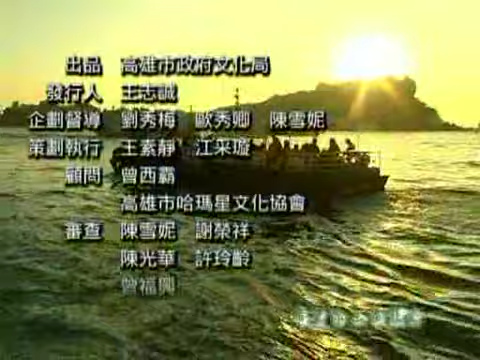 出品 高雄市政府文化局
發行人 王志誠
企劃督導 劉秀梅 歐秀卿 陳雪妮
策劃執行 王素靜 江采璇
顧問 曾西霸
高雄市哈瑪星文化協會
審查 陳雪妮 謝榮祥
陳光華 許玲齡
曾福興